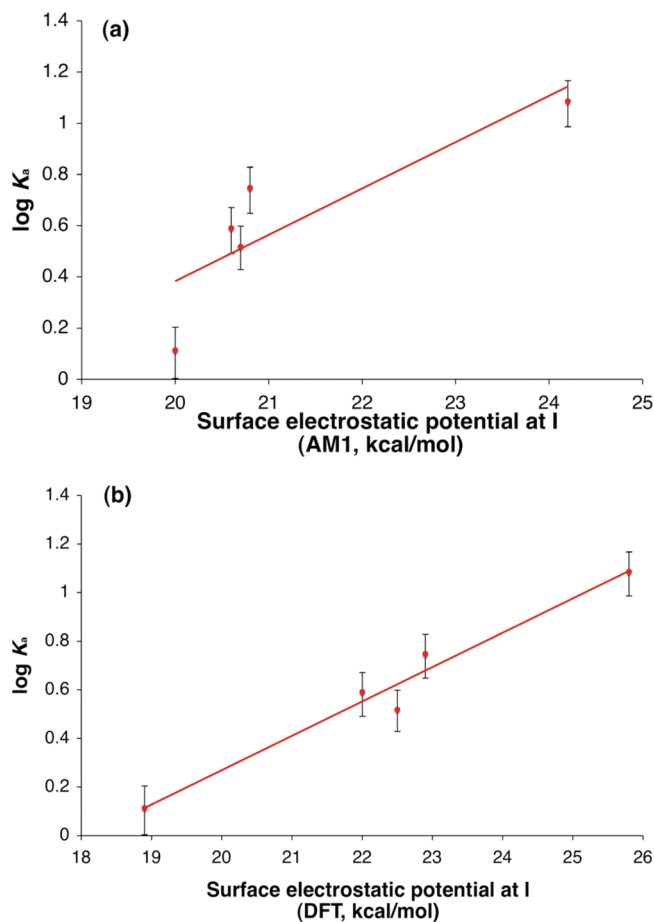 (a)
1.4
1.2
1
0.8
0.6
0.4
0.2
0
log Ka
19 20 21 22 23 24 25
Surface electrostatic potential at I
(AM1, kcal/mol)
(b)
1.4
1.2
1
0.8
0.6
0.4
0.2
0
log Ka
18 19 20 21 22 23 24 25 26
Surface electrostatic potential at I
(DFT, kcal/mol)